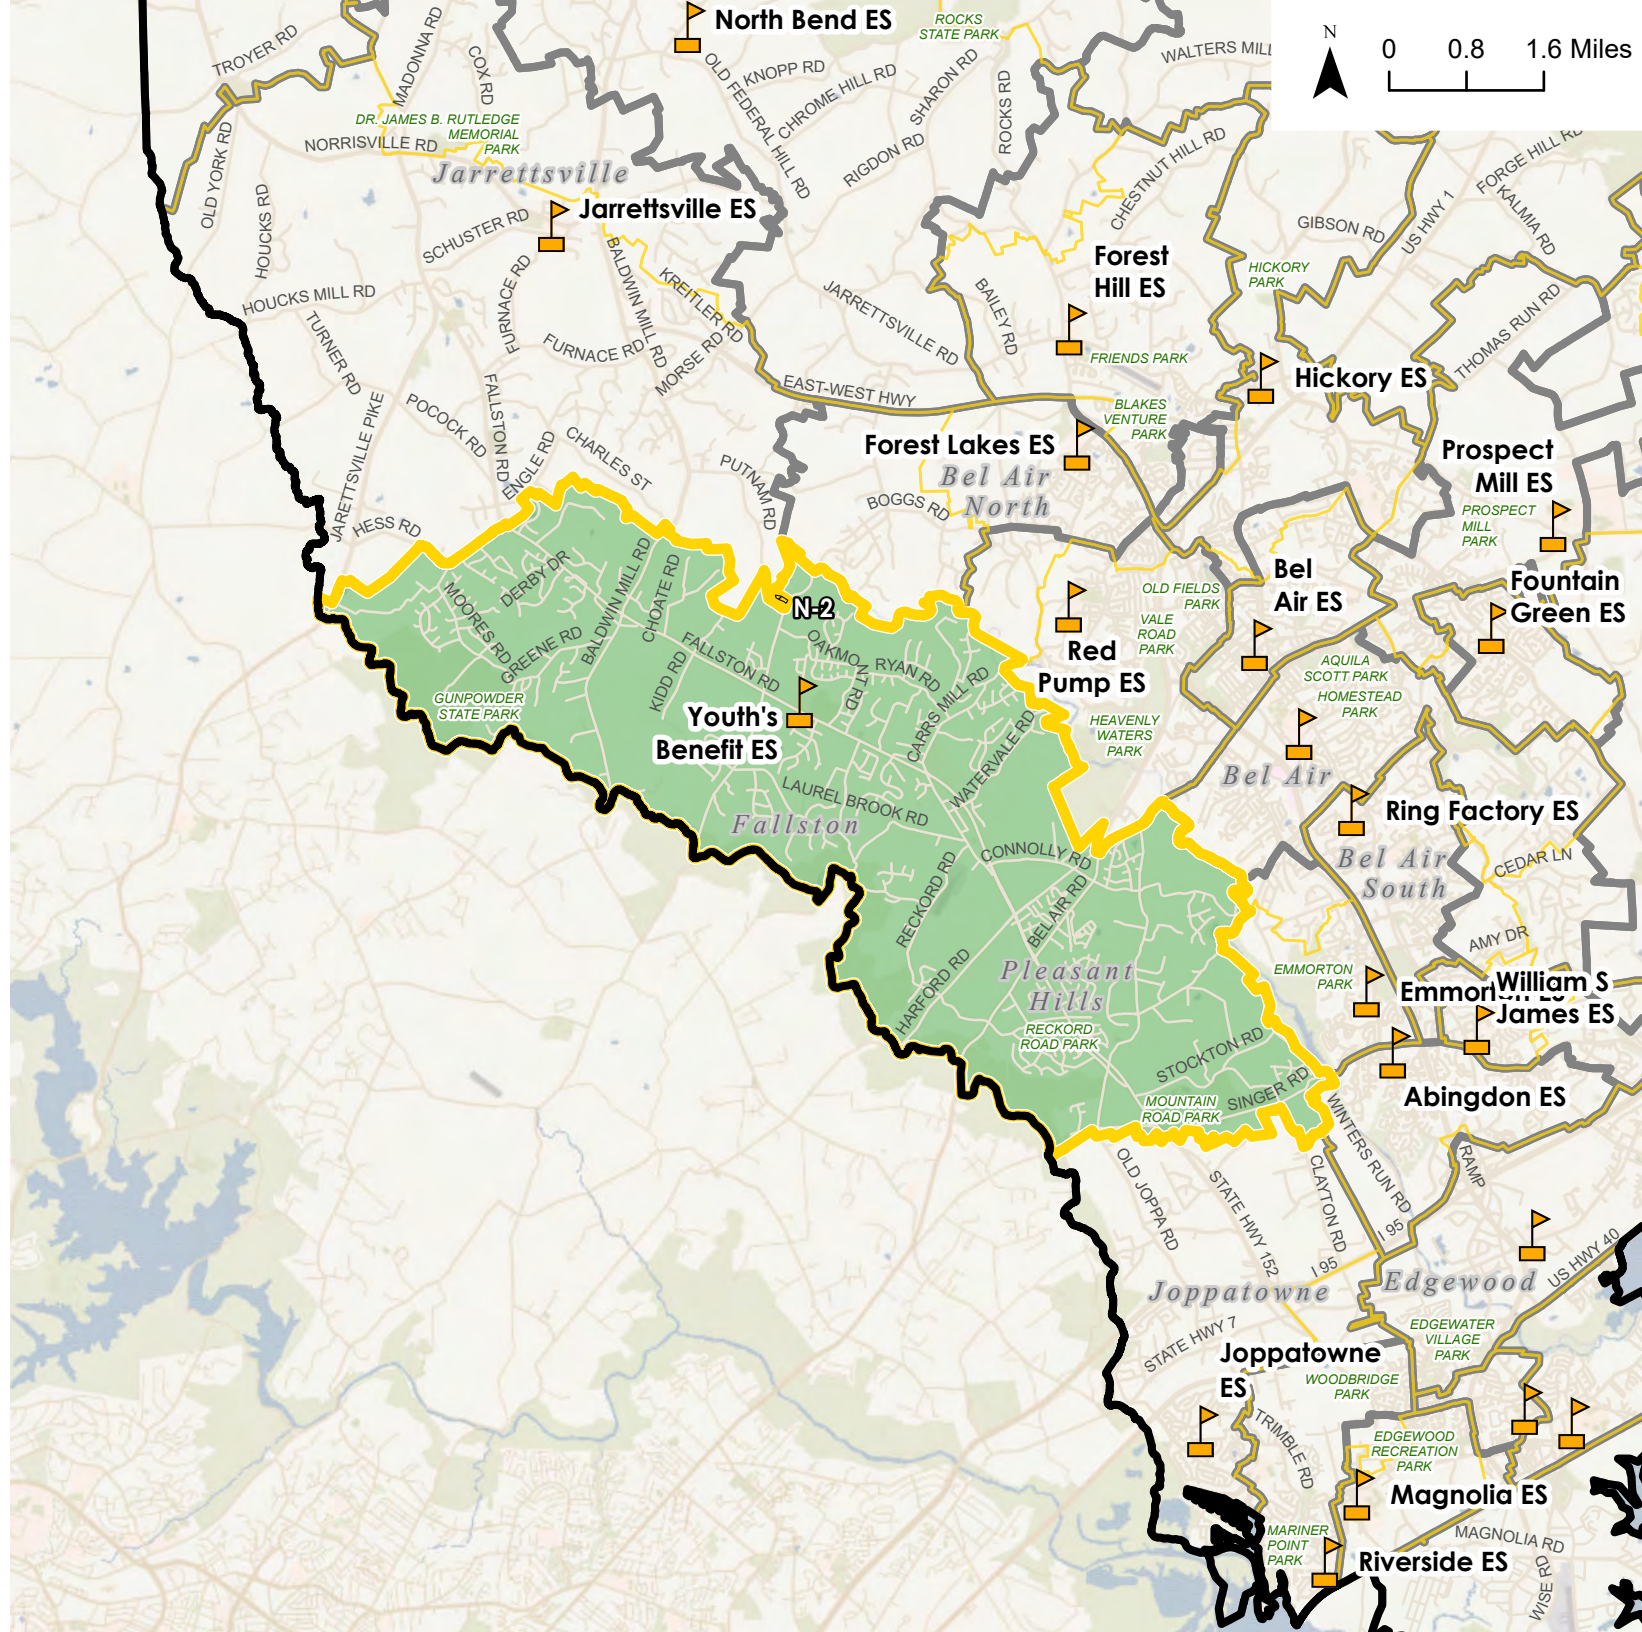 North Bend ES
ROCKS
STATE PARK
N
0 0.8 1.6 Miles
TROYER RD
MADONNA RD
COX RD
OLD FEDERAL HILL RD
KNOPP RD
CHROME HILL RD
SHARON RD
ROCKS RD
WALTERS MILL
DR. JAMES B. RUTLEDGE
MEMORIAL
PARK
NORRISVILLE RD
OLD YORK RD
Jarrettsville
RIGDON RD
CHESTNUT HILL RD
FORGE HILL RD
KALMIA RD
US HWY 1
GIBSON RD
HOUCKS RD
SCHUSTER RD
Jarrettsville ES
BALDWIN MILL RD
KREITLER RD
FURNACE RD
Forest
Hill ES
HICKORY
PARK
HOUCKS MILL RD
TURNER RD
FURNACE RD
MORSE RD
JARRETTSVILLE RD
BAILEY RD
FRIENDS PARK
THOMAS RUN RD
Hickory ES
EAST-WEST HWY
BLAKES
VENTURE
PARK
JARETTSVILLE PIKE
POCOCK RD
FALLSTON RD
ENGLE RD
CHARLES ST
PUTNAM RD
Forest Lakes ES
Bel Air
North
BOGGS RD
Prospect
Mill ES
PROSPECT
MILL
PARK
HESS RD
Bel
Air ES
Fountain
Green ES
OLD FIELDS
PARK
VALE
ROAD
PARK
Red
Pump ES
MOORES RD
DERBY DR
GREENE RD
BALDWIN MILL RD
CHOATE RD
N-2
OAKMO
NT RD
RYAN RD
FALLSTON RD
KIDD RD
CARRS MILL RD
WATERVALE RD
AQUILA
SCOTT PARK
HOMESTEAD
PARK
GUNPOWDER
STATE PARK
Youth's
Benefit ES
HEAVENLY
WATERS
PARK
Bel Air
LAUREL BROOK RD
Fallston
Ring Factory ES
CONNOLLY RD
Bel Air
South
CEDAR LN
RECKORD RD
BELAIR RD
AMY DR
HARFORD RD
Pleasant
Hills
EMMORTON
PARK
Emmorton ES
William S
James ES
RECKORD
ROAD PARK
STOCKTON RD
SINGER RD
MOUNTAIN
ROAD PARK
Abingdon ES
WINTERS RUN RD
CLAYTON RD
OLD JOPPA RD
STATE HWY 152
RAMP
I 95
I 95
US HWY 40
Joppatowne
Edgewood
STATE HWY 7
EDGEWATER
VILLAGE
PARK
Joppatowne
ES
WOODBRIDGE
PARK
TRIMBLE RD
EDGEWOOD
RECREATION
PARK
Magnolia ES
MARINER
POINT
PARK
MAGNOLIA RD
Riverside ES
WISE RD